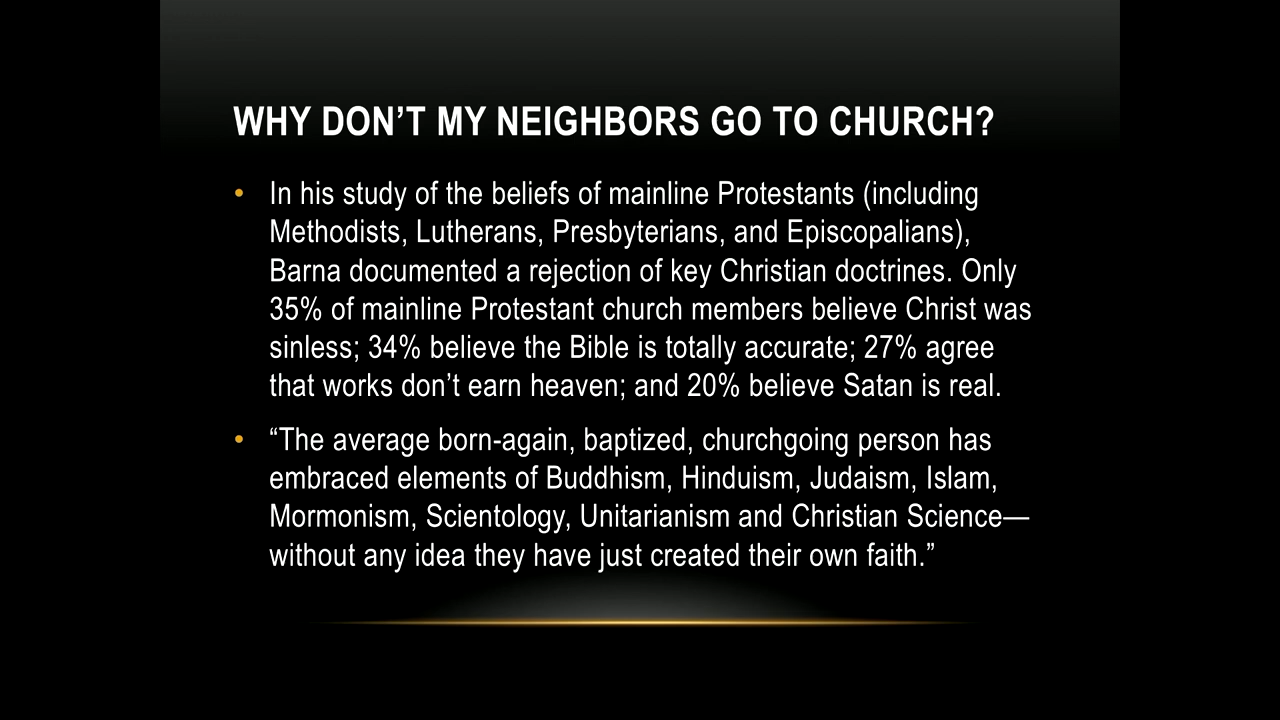 WHY DON’T MY NEIGHBORS GO TO CHURCH?
• In his study of the beliefs of mainline Protestants (including
Methodists, Lutherans, Presbyterians, and Episcopalians),
Barna documented a rejection of key Christian doctrines. Only
35% of mainline Protestant church members believe Christ was
sinless; 34% believe the Bible is totally accurate; 27% agree
that works don’t earn heaven; and 20% believe Satan is real.
• “The average born-again, baptized, churchgoing person has
embraced elements of Buddhism, Hinduism, Judaism, Islam,
Mormonism, Scientology, Unitarianism and Christian Science—
without any idea they have just created their own faith.”